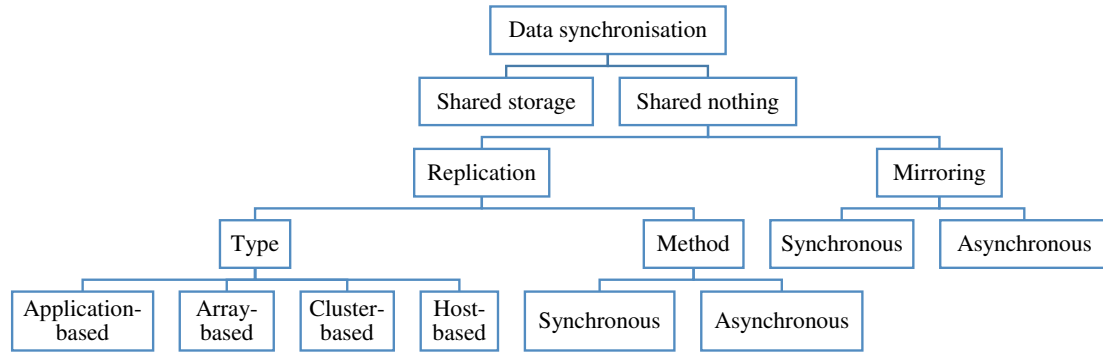 Data synchronisation
Shared storage
Shared nothing
Replication
Mirroring
Type
Method
Synchronous
Asynchronous
Application-
based
Array-
based
Cluster-
based
Host-
based
Synchronous
Asynchronous